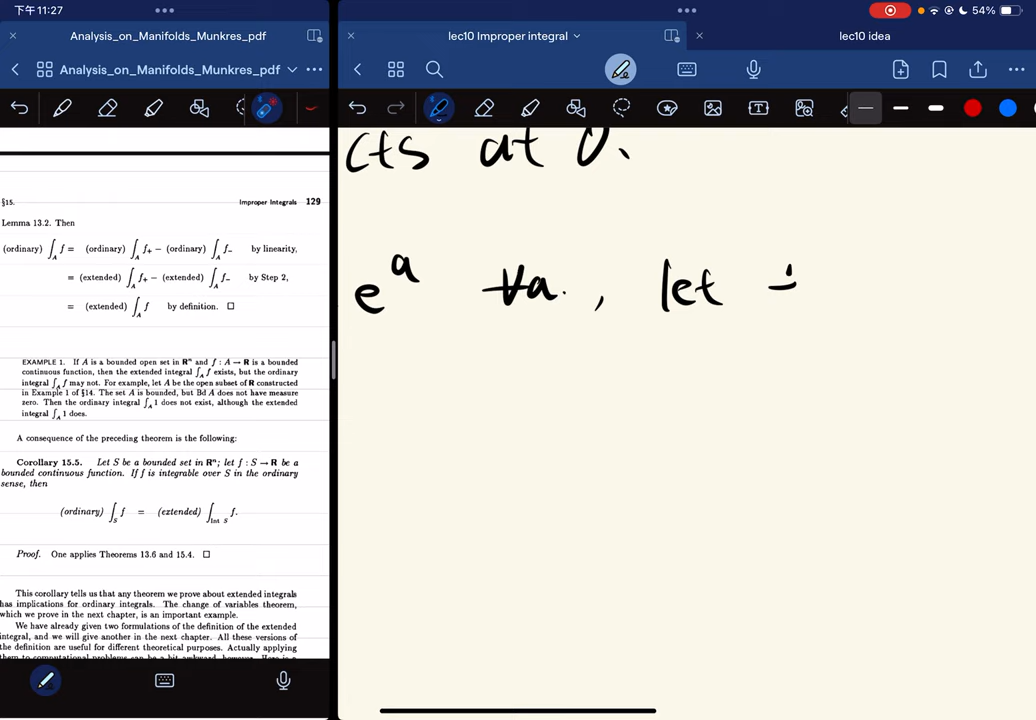 下午11:27
54%
Analysis_on_Manifolds_Munkres_pdf
Analysis_on_Manifolds_Munkres_pdf
§15. Improper Integrals 129
Lemma 13.2. Then
(ordinary) ∫_A f = (ordinary) ∫_A f₊ − (ordinary) ∫_A f₋ by linearity,
= (extended) ∫_A f₊ − (extended) ∫_A f₋ by Step 2,
= (extended) ∫_A f by definition. □
EXAMPLE 1. If A is a bounded open set in Rⁿ and f : A → R is a bounded
continuous function, then the extended integral ∫_A f exists, but the ordinary
integral ∫_A f may not. For example, let A be the open subset of R constructed
in Example 1 of §14. The set A is bounded, but Bd A does not have measure
zero. Then the ordinary integral ∫_A 1 does not exist, although the extended
integral ∫_A 1 does.
A consequence of the preceding theorem is the following:
Corollary 15.5. Let S be a bounded set in Rⁿ; let f : S → R be a
bounded continuous function. If f is integrable over S in the ordinary
sense, then
(ordinary) ∫_S f = (extended) ∫_Int S f.
Proof. One applies Theorems 13.6 and 15.4. □
This corollary tells us that any theorem we prove about extended integrals
has implications for ordinary integrals. The change of variables theorem,
which we prove in the next chapter, is an important example.
We have already given two formulations of the definition of the extended
integral, and we will give another in the next chapter. All these versions of
the definition are useful for different theoretical purposes. Actually applying
them to computational problems can be a bit awkward, however. Here is a
lec10 Improper integral
lec10 idea
cts at 0.
e^a ∀a. , let